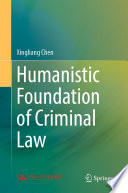 Xingliang Chen
Humanistic
Foundation
of Criminal
Law
Springer